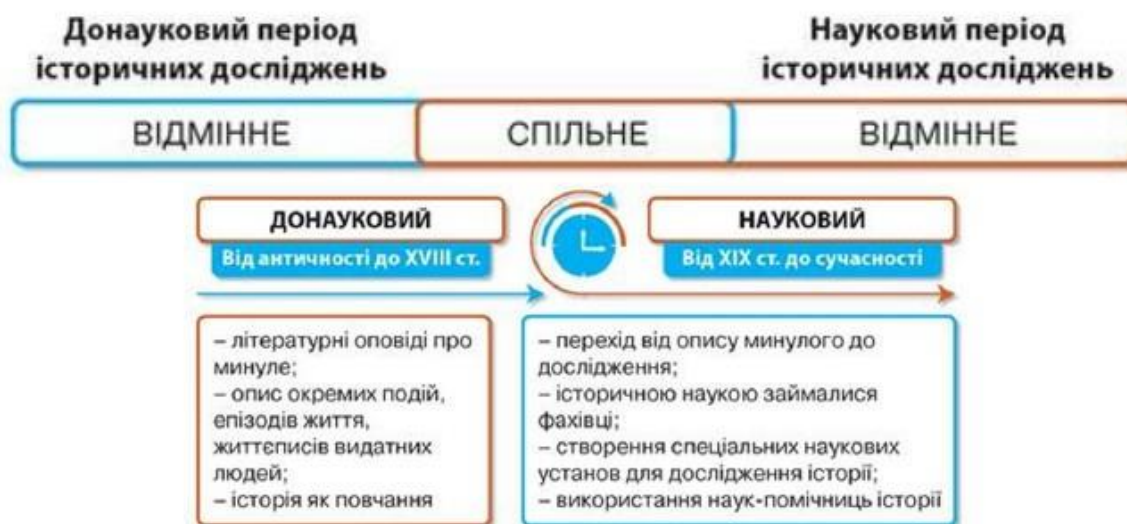 Донауковий період
історичних досліджень
Науковий період
історичних досліджень
ВІДМІННЕ
СПІЛЬНЕ
ВІДМІННЕ
ДОНАУКОВИЙ
Від античності до XVIII ст.
НАУКОВИЙ
Від XIX ст. до сучасності
– літературні оповіді про
минуле;
– опис окремих подій,
епізодів життя,
життєписів видатних
людей;
– історія як повчання
– перехід від опису минулого до
дослідження;
– історичною наукою займалися
фахівці;
– створення спеціальних наукових
установ для дослідження історії;
– використання наук-помічниць історії